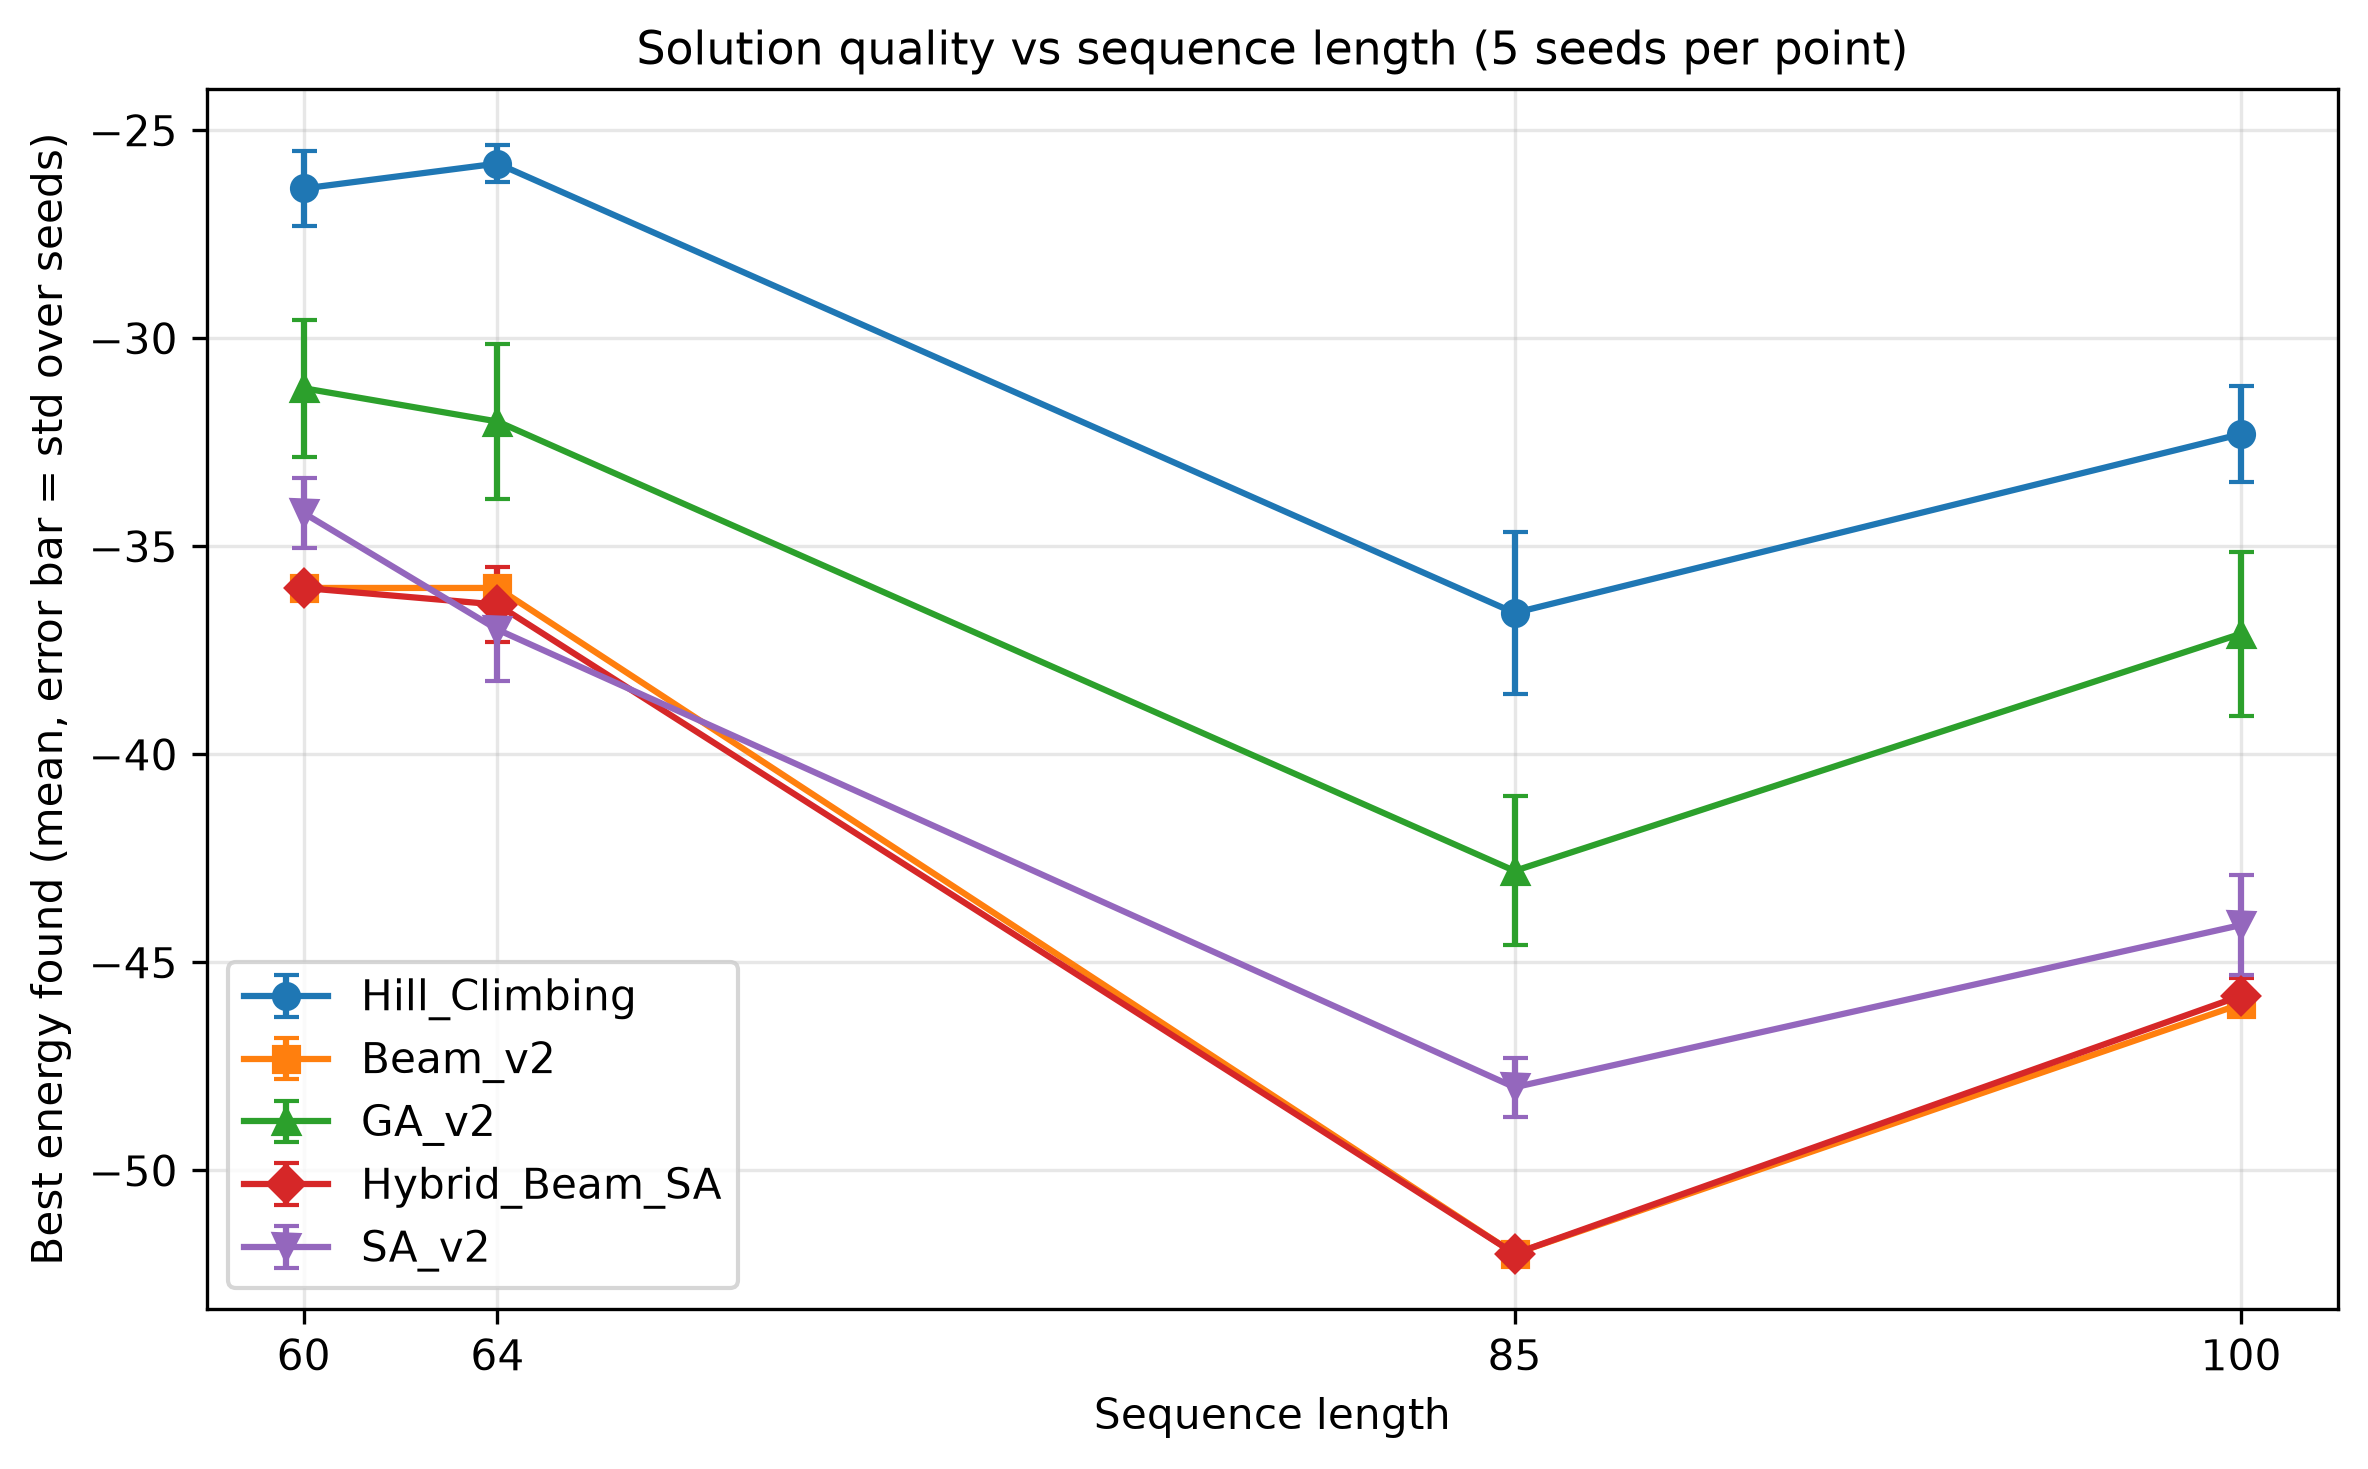 Solution quality vs sequence length (5 seeds per point)
Best energy found (mean, error bar = std over seeds)
−25
−30
−35
−40
−45
−50
Hill_Climbing
Beam_v2
GA_v2
Hybrid_Beam_SA
SA_v2
60 64 85 100
Sequence length